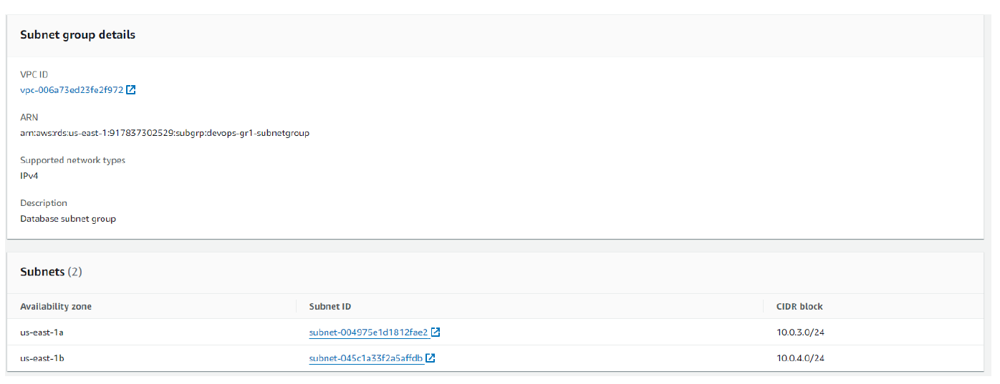 Subnet group details
VPC ID
vpc-006a73ed23fe2f972
ARN
arn:aws:rds:us-east-1:917837302529:subgrp:devops-gr1-subnetgroup
Supported network types
IPv4
Description
Database subnet group
Subnets (2)
Availability zone Subnet ID CIDR block
us-east-1a subnet-004975e1d1812fae2 10.0.3.0/24
us-east-1b subnet-045c1a33f2a5affdb 10.0.4.0/24